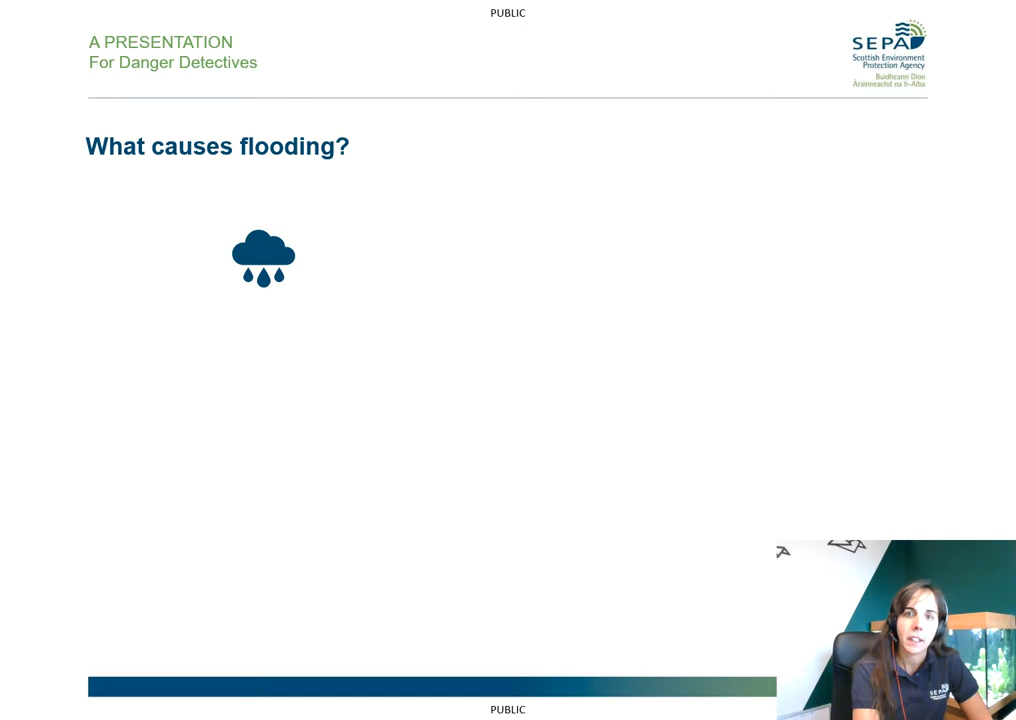 PUBLIC
A PRESENTATION
For Danger Detectives
SEPA
Scottish Environment
Protection Agency
Buidheann Dìon
Àrainneachd na h-Alba
What causes flooding?
SEPA
PUBLIC